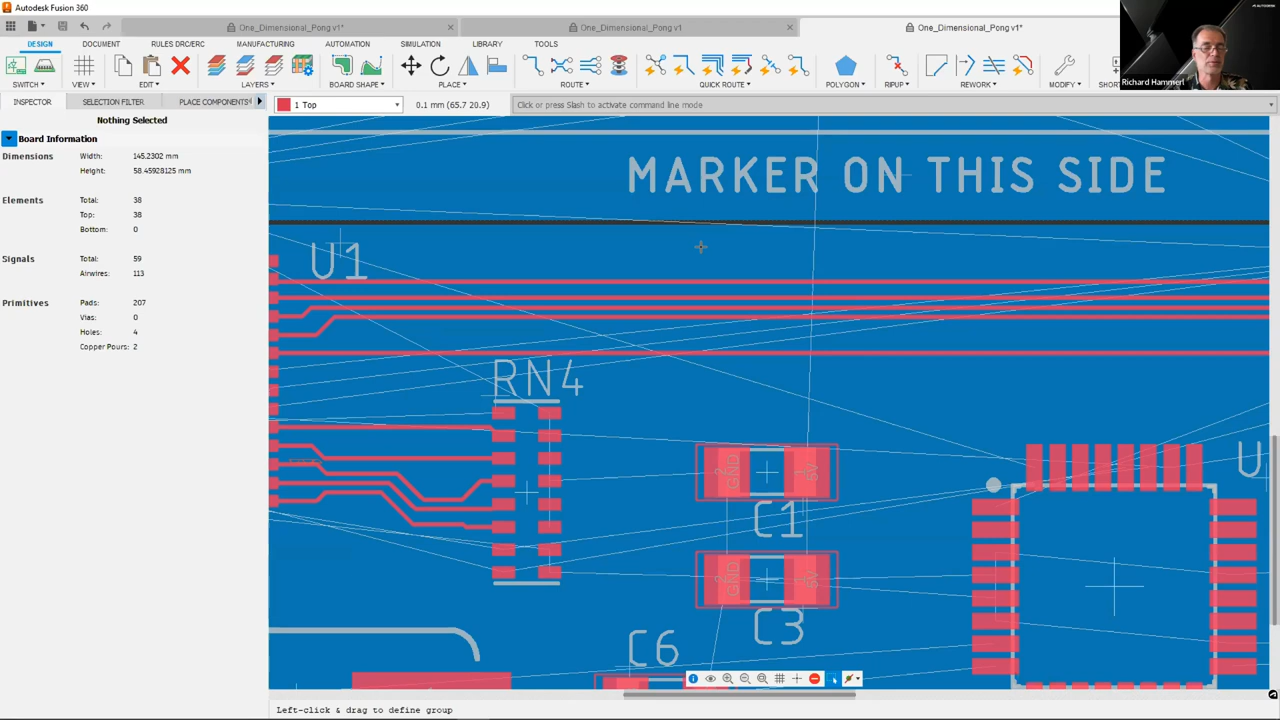 Autodesk Fusion 360
One_Dimensional_Pong v1*
One_Dimensional_Pong v1
One_Dimensional_Pong v1*
Richard Hammerl
DESIGN DOCUMENT RULES DRC/ERC MANUFACTURING AUTOMATION SIMULATION LIBRARY TOOLS
SWITCH VIEW EDIT LAYERS BOARD SHAPE PLACE ROUTE QUICK ROUTE POLYGON RIPUP REWORK MODIFY
INSPECTOR SELECTION FILTER PLACE COMPONENTS
1 Top
0.1 mm (65.7 20.9)
Click or press Slash to activate command line mode
Nothing Selected
Board Information
Dimensions Width: 145.2302 mm
Height: 58.45928125 mm
Elements Total: 38
Top: 38
Bottom: 0
Signals Total: 59
Airwires: 113
Primitives Pads: 207
Vias: 0
Holes: 4
Copper Pours: 2
MARKER ON THIS SIDE
U1
RN4
GND 5V
C1
GND 5V
C3
C6
U
Left-click & drag to define group